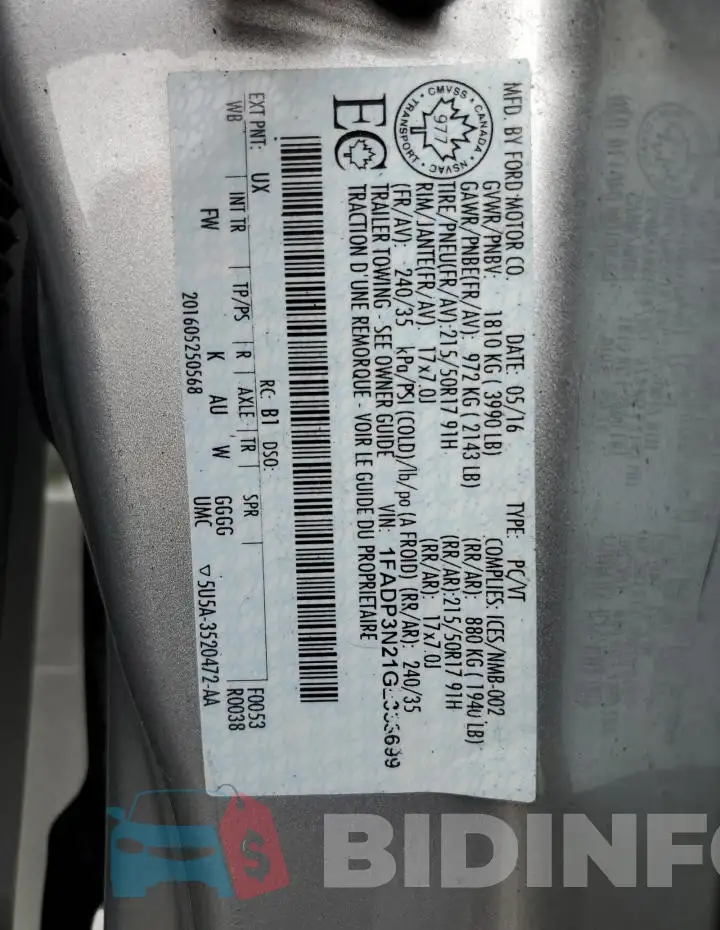 MFD. BY FORD MOTOR CO. DATE: 05/16 TYPE: PC/VT
GVWR/PNBV: 1810 KG ( 3990 LB) COMPLIES: ICES/NMB-002
GAWR/PNBE(FR/AV): 972 KG ( 2143 LB) (RR/AR): 880 KG ( 1940 LB)
TIRE/PNEU(FR/AV):215/50R17 91H (RR/AR):215/50R17 91H
RIM/JANTE(FR/AV): 17x7.0J (RR/AR): 17x7.0J
(FR/AV): 240/35 kPa/PSI (COLD)/lb/po (A FROID) (RR/AR): 240/35
TRAILER TOWING - SEE OWNER GUIDE VIN:
TRACTION D'UNE REMORQUE - VOIR LE GUIDE DU PROPRIETAIRE
CMVSS • CANADA • NSVAC • TRANSPORT •
977
EC
RC: B1 DSO:
EXT PNT: UX F0053
WB INT TR TP/PS R AXLE TR SPR R0038
FW K AU W GGGG
UMC
201605250568 ▽ 5U5A-3520472-AA
BIDINFO
$